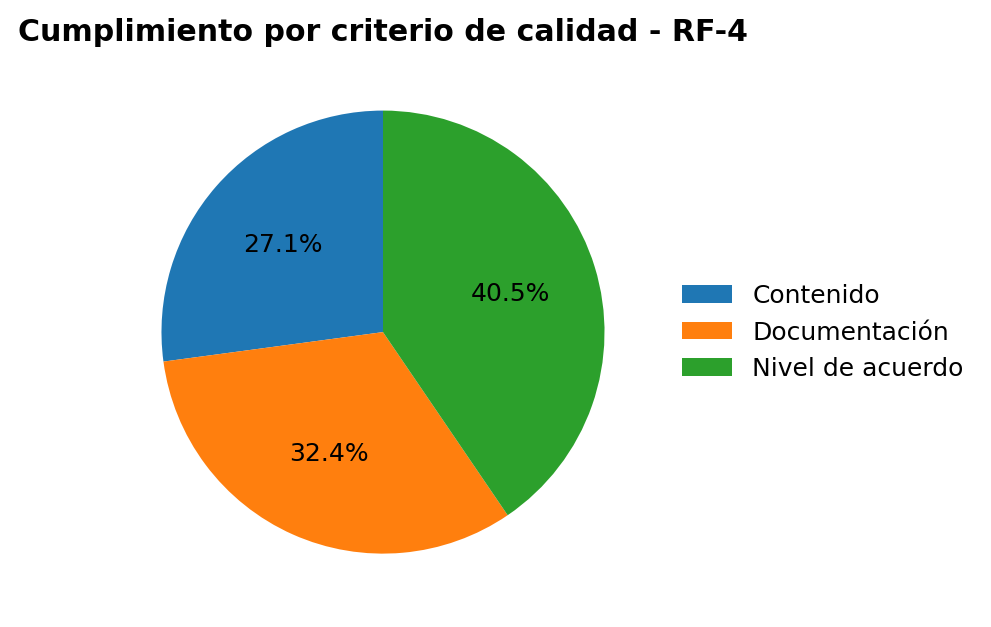 Cumplimiento por criterio de calidad - RF-4
27.1%
40.5%
32.4%
Contenido
Documentación
Nivel de acuerdo